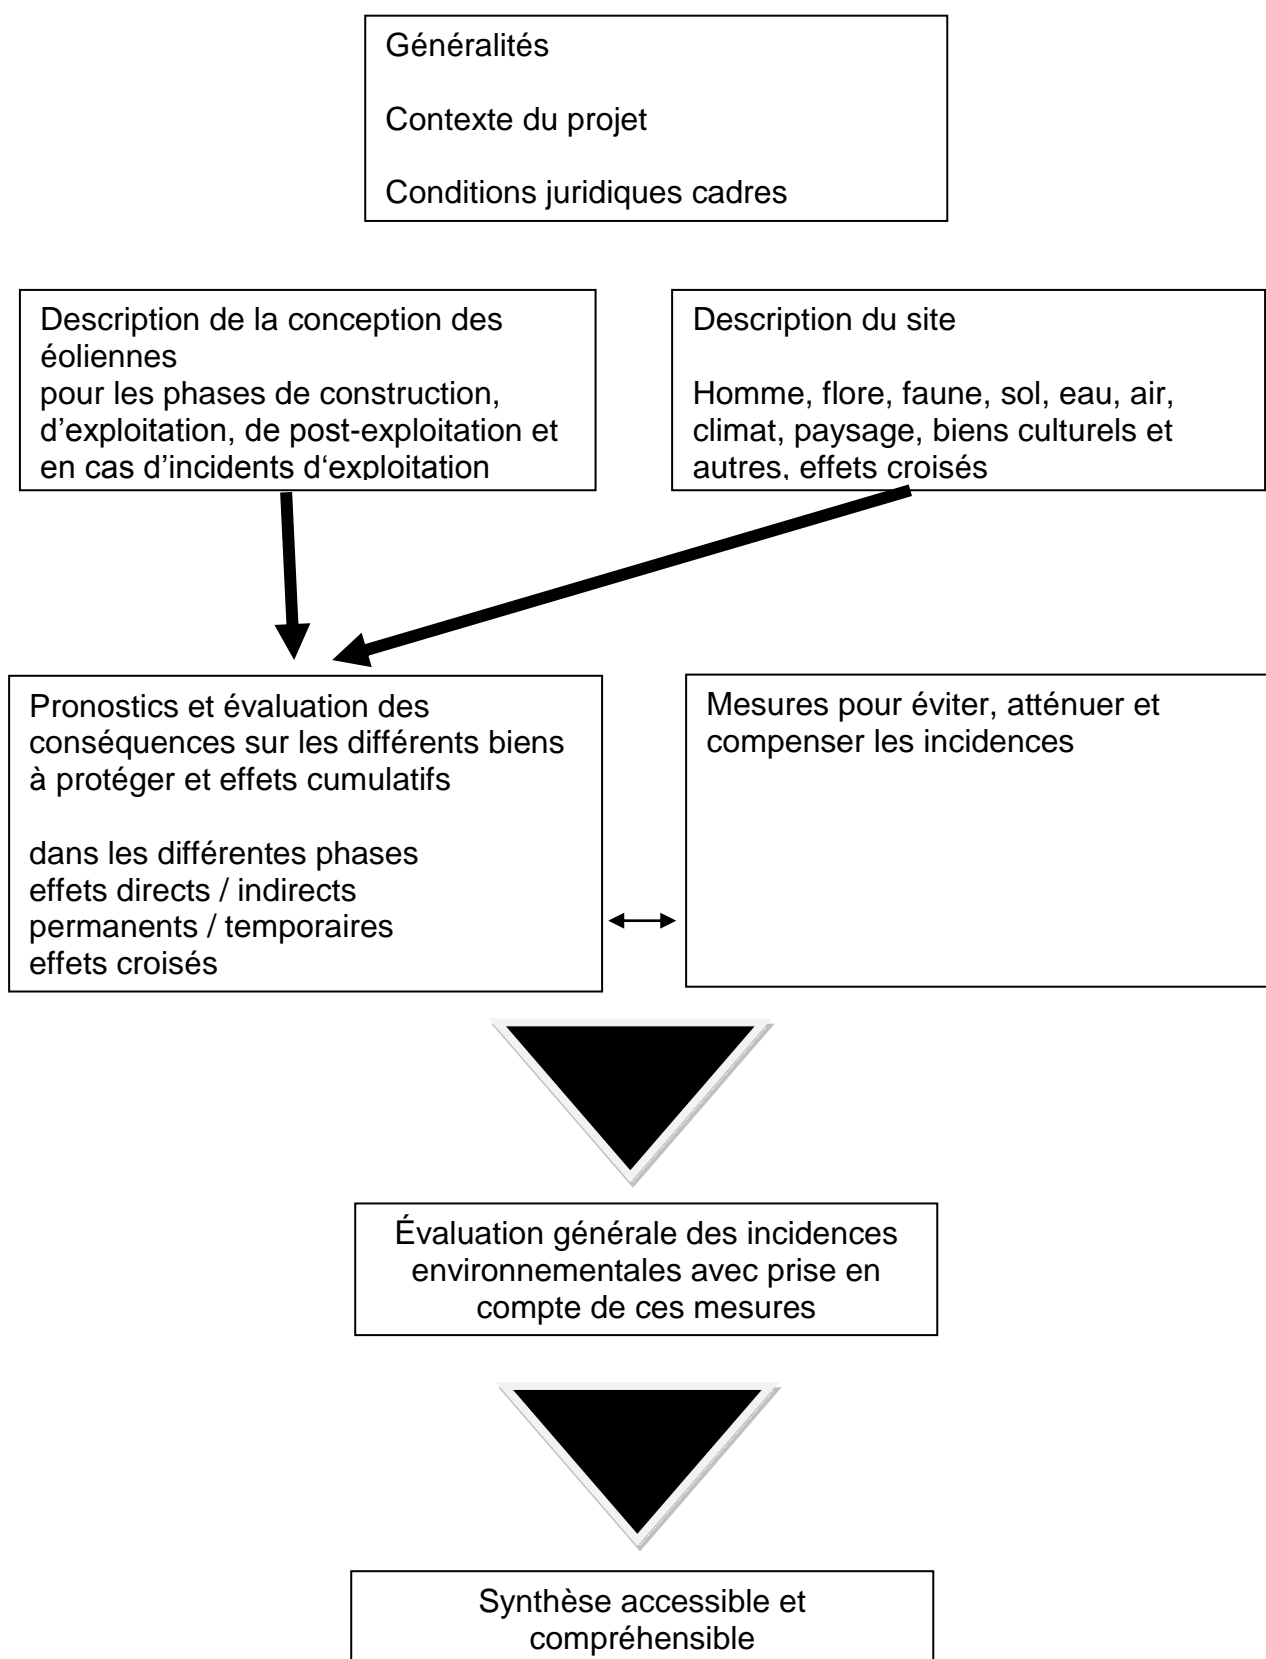 Généralités
Contexte du projet
Conditions juridiques cadres
Description de la conception des
éoliennes
pour les phases de construction,
d’exploitation, de post-exploitation et
en cas d’incidents d‘exploitation
Description du site
Homme, flore, faune, sol, eau, air,
climat, paysage, biens culturels et
autres, effets croisés
Pronostics et évaluation des
conséquences sur les différents biens
à protéger et effets cumulatifs
dans les différentes phases
effets directs / indirects
permanents / temporaires
effets croisés
Mesures pour éviter, atténuer et
compenser les incidences
Évaluation générale des incidences
environnementales avec prise en
compte de ces mesures
Synthèse accessible et
compréhensible